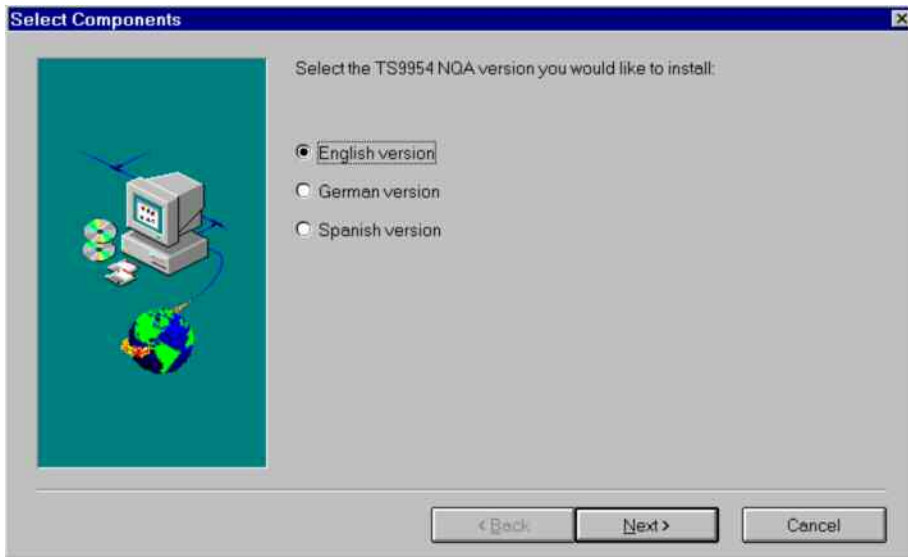 Select Components
Select the TS9954 NQA version you would like to install:
English version
German version
Spanish version
< Back
Next >
Cancel